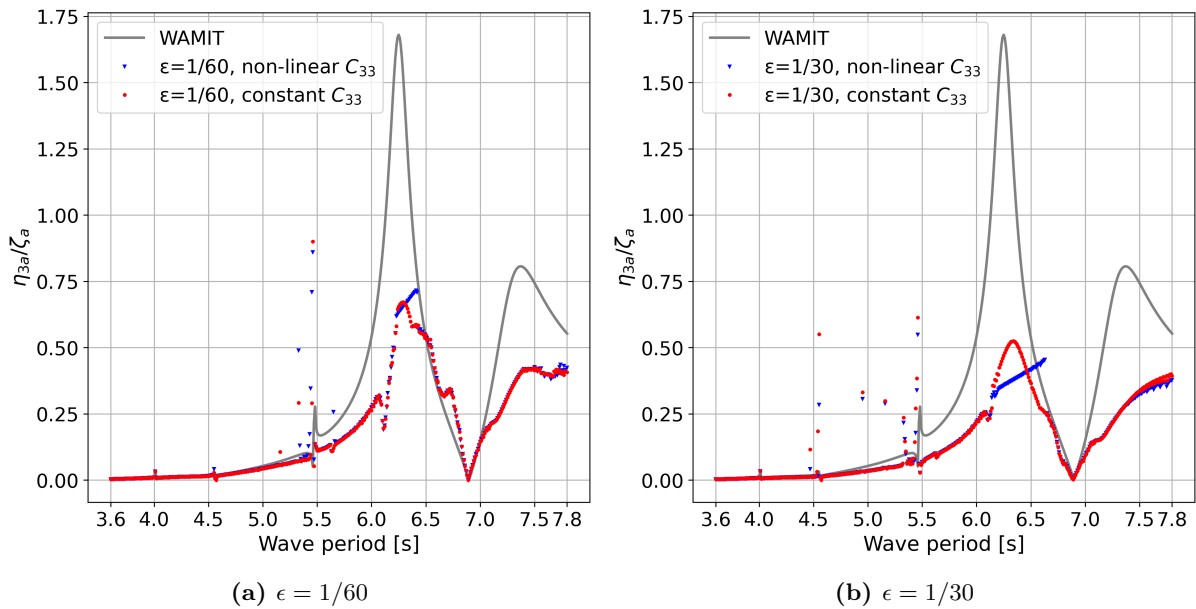 WAMIT
ε=1/60, non-linear C33
ε=1/60, constant C33
η3a/ζa
1.75
1.50
1.25
1.00
0.75
0.50
0.25
0.00
3.6 4.0 4.5 5.0 5.5 6.0 6.5 7.0 7.5 7.8
Wave period [s]
(a) ϵ = 1/60
WAMIT
ε=1/30, non-linear C33
ε=1/30, constant C33
η3a/ζa
1.75
1.50
1.25
1.00
0.75
0.50
0.25
0.00
3.6 4.0 4.5 5.0 5.5 6.0 6.5 7.0 7.5 7.8
Wave period [s]
(b) ϵ = 1/30